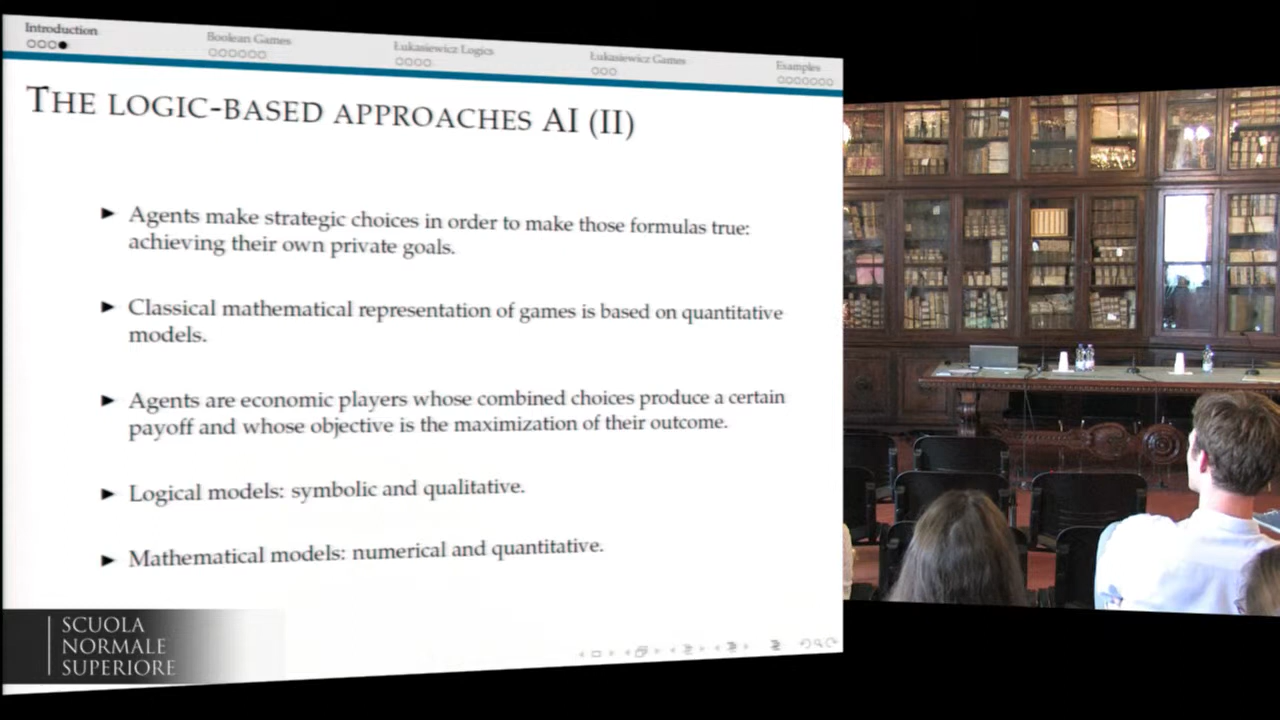 Introduction
Boolean Games
Łukasiewicz Logics
Łukasiewicz Games
Examples
THE LOGIC-BASED APPROACHES AI (II)
Agents make strategic choices in order to make those formulas true:
achieving their own private goals.
Classical mathematical representation of games is based on quantitative
models.
Agents are economic players whose combined choices produce a certain
payoff and whose objective is the maximization of their outcome.
Logical models: symbolic and qualitative.
Mathematical models: numerical and quantitative.
SCUOLA
NORMALE
SUPERIORE